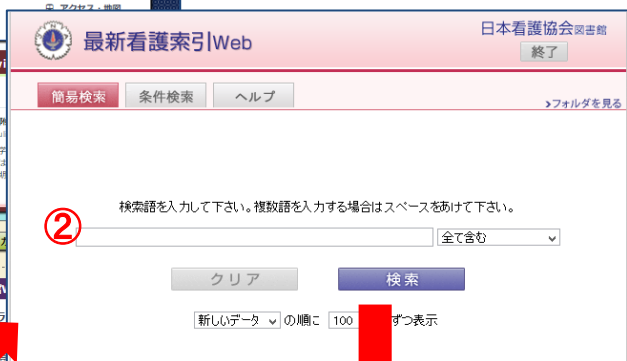 アクセス・地図
最新看護索引Web
日本看護協会図書館
終了
簡易検索 条件検索 ヘルプ
>フォルダを見る
検索語を入力して下さい。複数語を入力する場合はスペースをあけて下さい。
②
全て含む
クリア 検索
新しいデータ の順に 100 ずつ表示